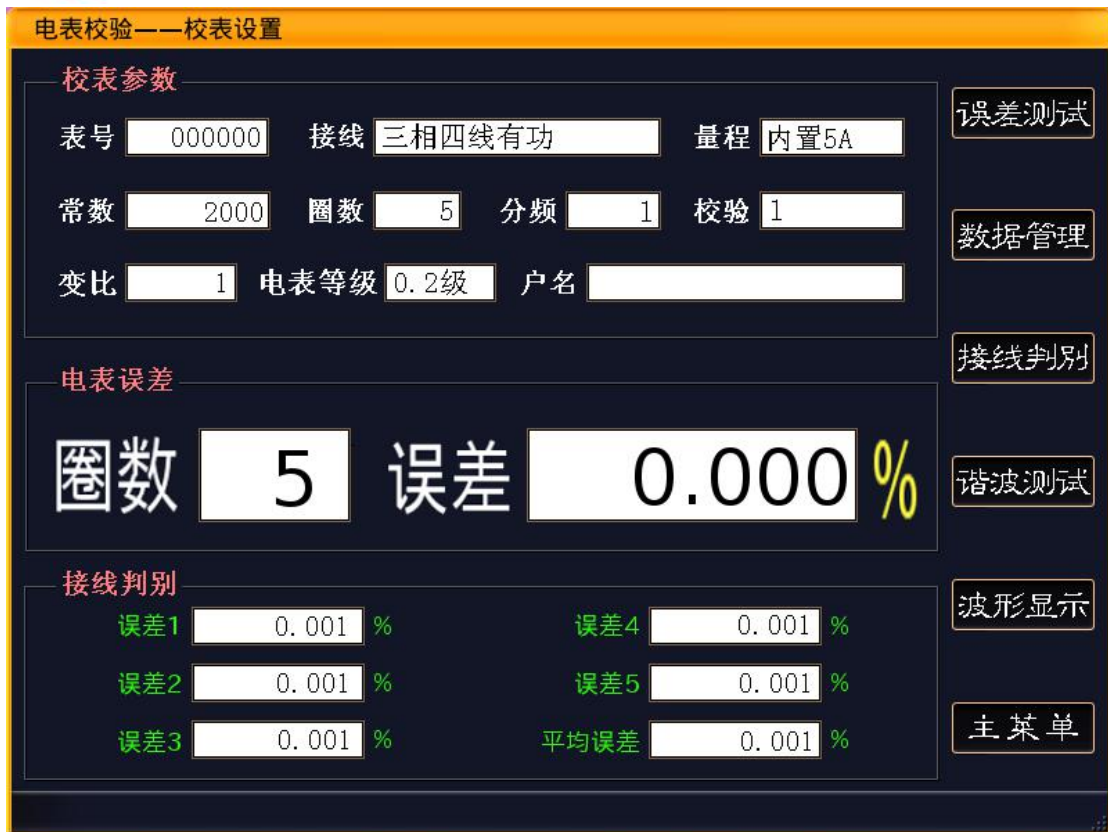 电表校验——校表设置
校表参数
表号 000000 接线 三相四线有功 量程 内置5A
常数 2000 圈数 5 分频 1 校验 1
变比 1 电表等级 0.2级 户名
电表误差
圈数 5 误差 0.000 %
接线判别
误差1 0.001 % 误差4 0.001 %
误差2 0.001 % 误差5 0.001 %
误差3 0.001 % 平均误差 0.001 %
误差测试
数据管理
接线判别
谐波测试
波形显示
主菜单